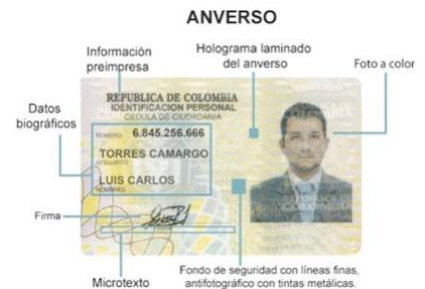 ANVERSO
Información
preimpresa
Holograma laminado
del anverso
Foto a color
Datos
biográficos
REPUBLICA DE COLOMBIA
IDENTIFICACION PERSONAL
CEDULA DE CIUDADANIA
NUMERO 6.845.256.666
TORRES CAMARGO
APELLIDOS
LUIS CARLOS
NOMBRES
Firma
Microtexto
Fondo de seguridad con líneas finas,
antifotográfico con tintas metálicas.